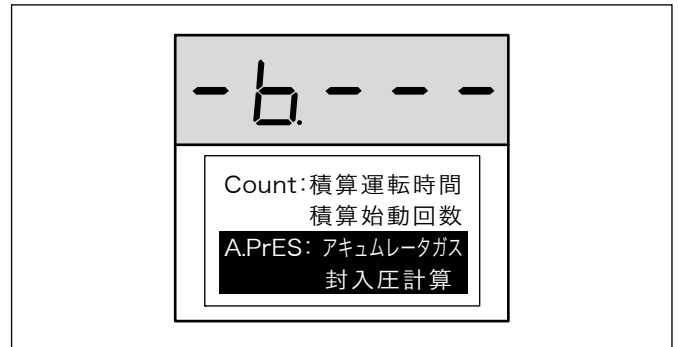 -b.---
Count:積算運転時間
積算始動回数
A.PrES: アキュムレータガス
封入圧計算